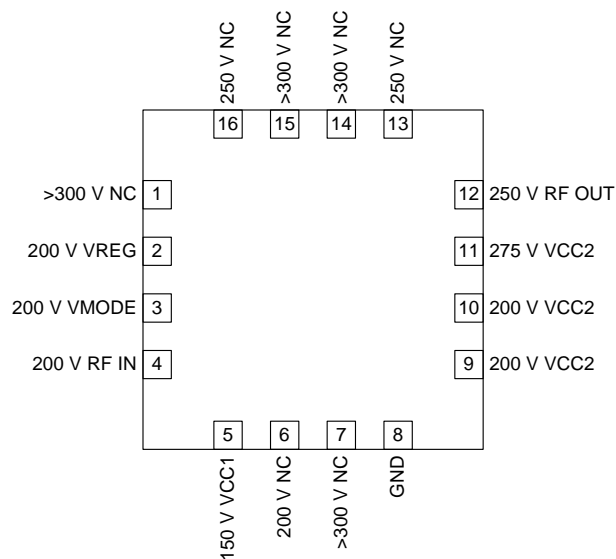 250 V NC
>300 V NC
>300 V NC
250 V NC
16
15
14
13
>300 V NC
1
12
250 V RF OUT
200 V VREG
2
11
275 V VCC2
200 V VMODE
3
10
200 V VCC2
200 V RF IN
4
9
200 V VCC2
5
6
7
8
150 V VCC1
200 V NC
>300 V NC
GND